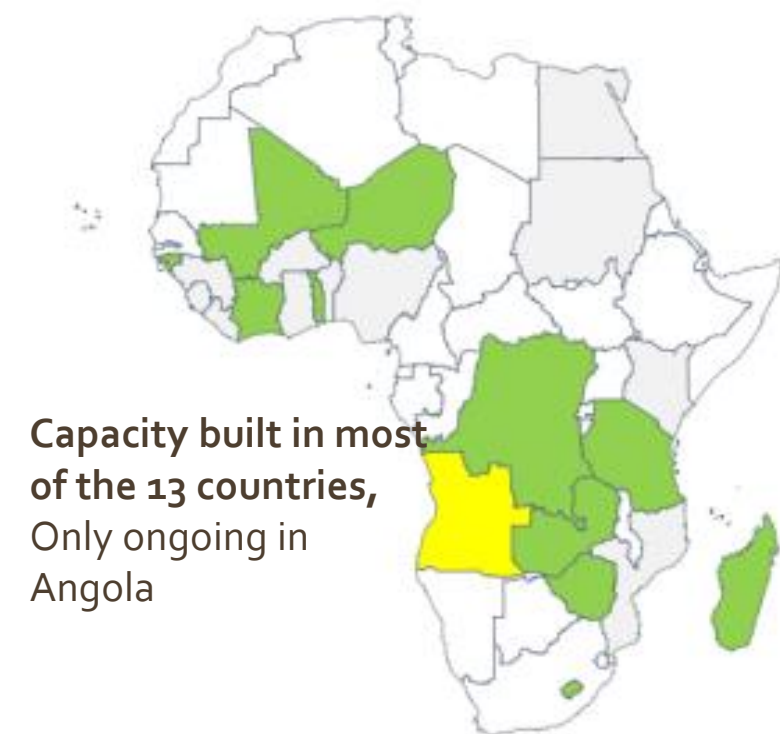 Capacity built in most
of the 13 countries,
Only ongoing in
Angola